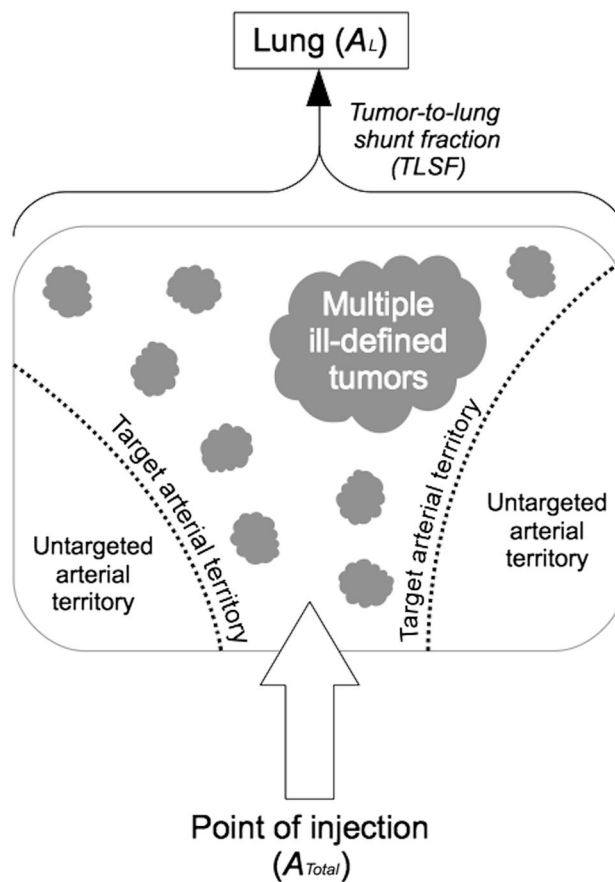 Lung (AL)
Tumor-to-lung
shunt fraction
(TLSF)
Multiple
ill-defined
tumors
Target arterial territory
Target arterial territory
Untargeted
arterial
territory
Untargeted
arterial
territory
Point of injection
(ATotal)